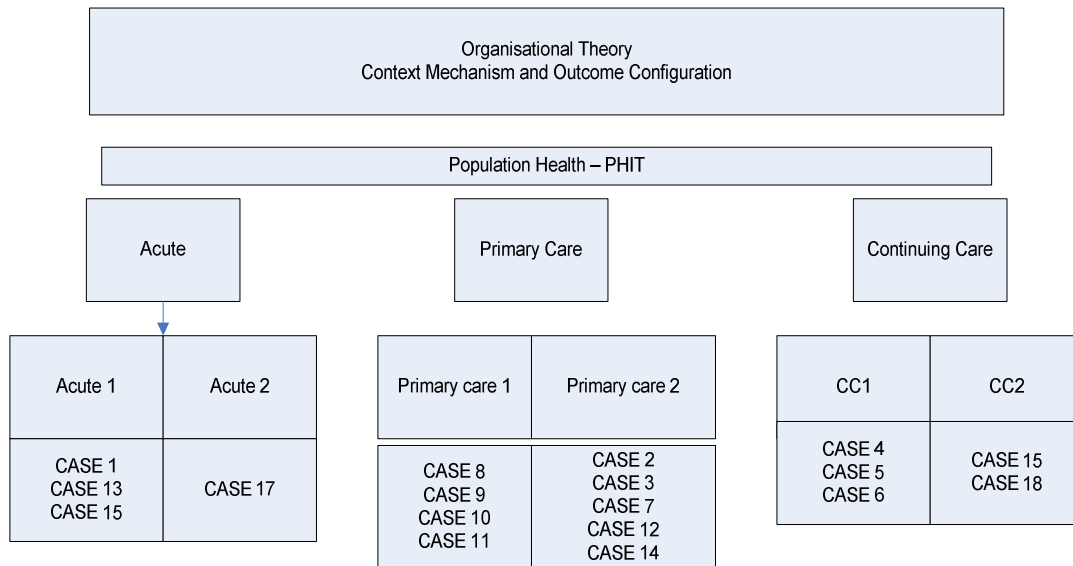 Organisational Theory
Context Mechanism and Outcome Configuration
Population Health – PHIT
Acute
Primary Care
Continuing Care
Acute 1
Acute 2
Primary care 1
Primary care 2
CC1
CC2
CASE 1
CASE 13
CASE 15
CASE 17
CASE 8
CASE 9
CASE 10
CASE 11
CASE 2
CASE 3
CASE 7
CASE 12
CASE 14
CASE 4
CASE 5
CASE 6
CASE 15
CASE 18